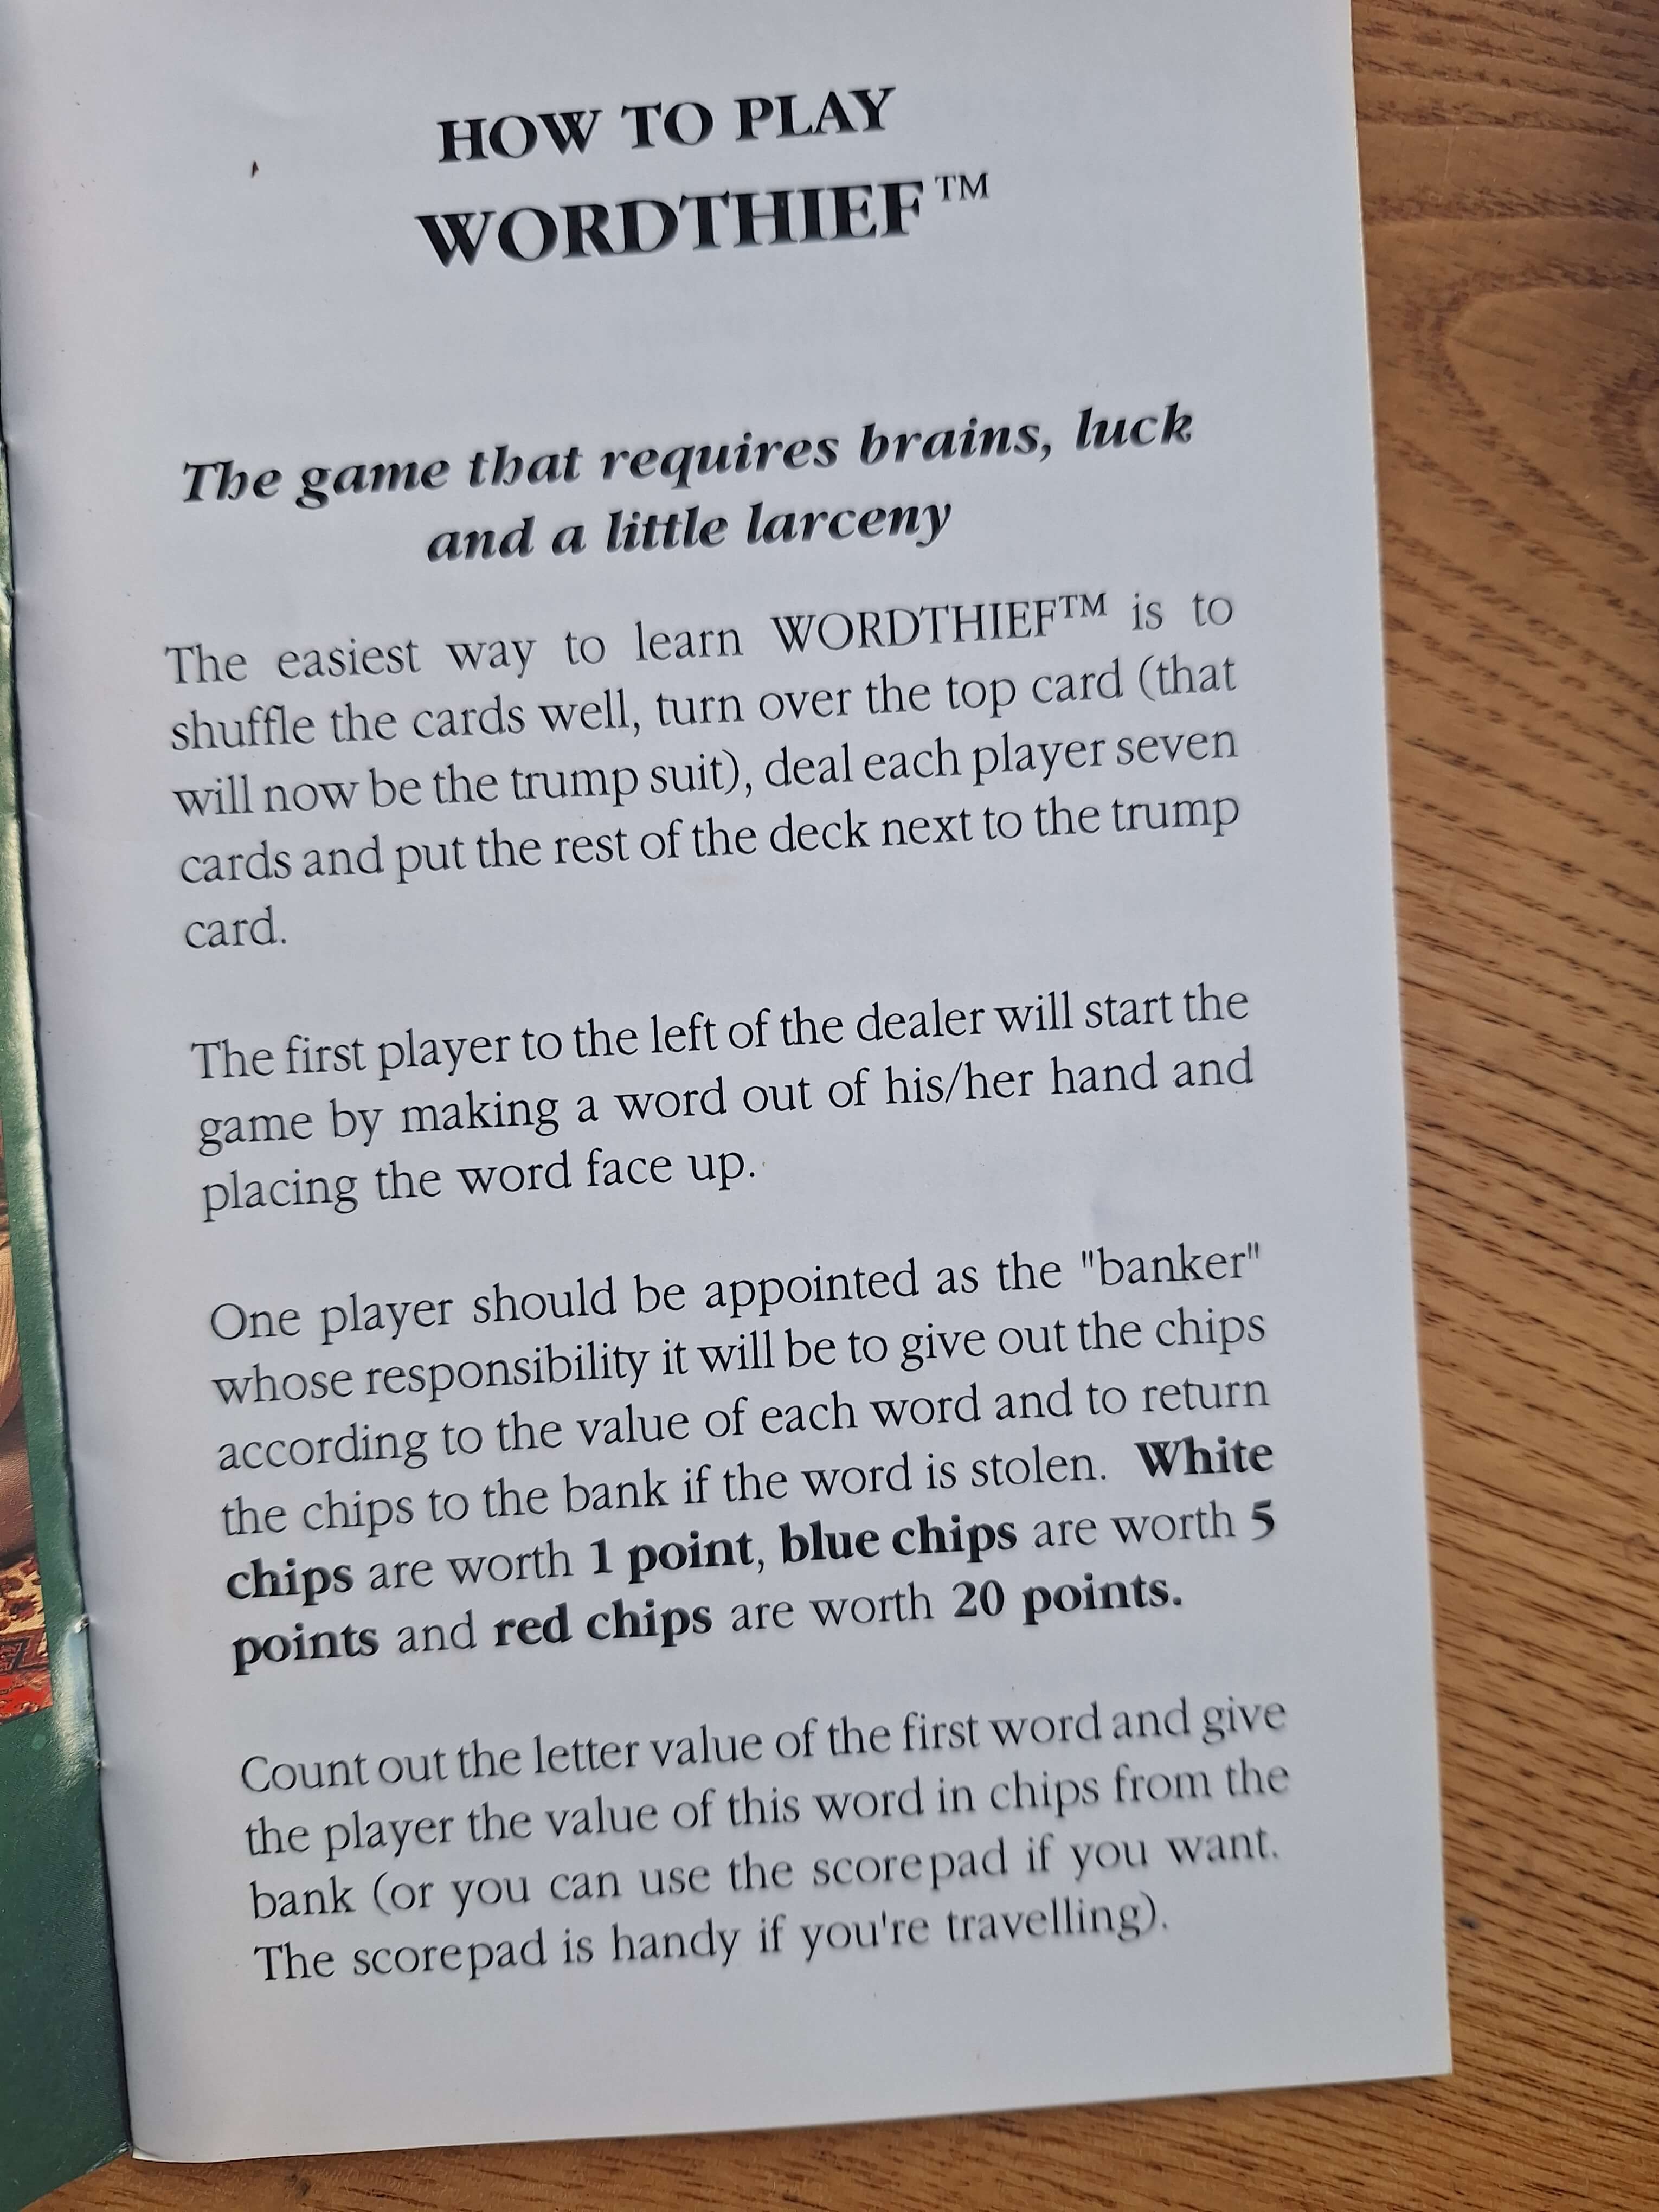 HOW TO PLAY
WORDTHIEF™
The game that requires brains, luck
and a little larceny
The easiest way to learn WORDTHIEF™ is to
shuffle the cards well, turn over the top card (that
will now be the trump suit), deal each player seven
cards and put the rest of the deck next to the trump
card.
The first player to the left of the dealer will start the
game by making a word out of his/her hand and
placing the word face up.
One player should be appointed as the "banker"
whose responsibility it will be to give out the chips
according to the value of each word and to return
the chips to the bank if the word is stolen. White
chips are worth 1 point, blue chips are worth 5
points and red chips are worth 20 points.
Count out the letter value of the first word and give
the player the value of this word in chips from the
bank (or you can use the scorepad if you want.
The scorepad is handy if you're travelling).